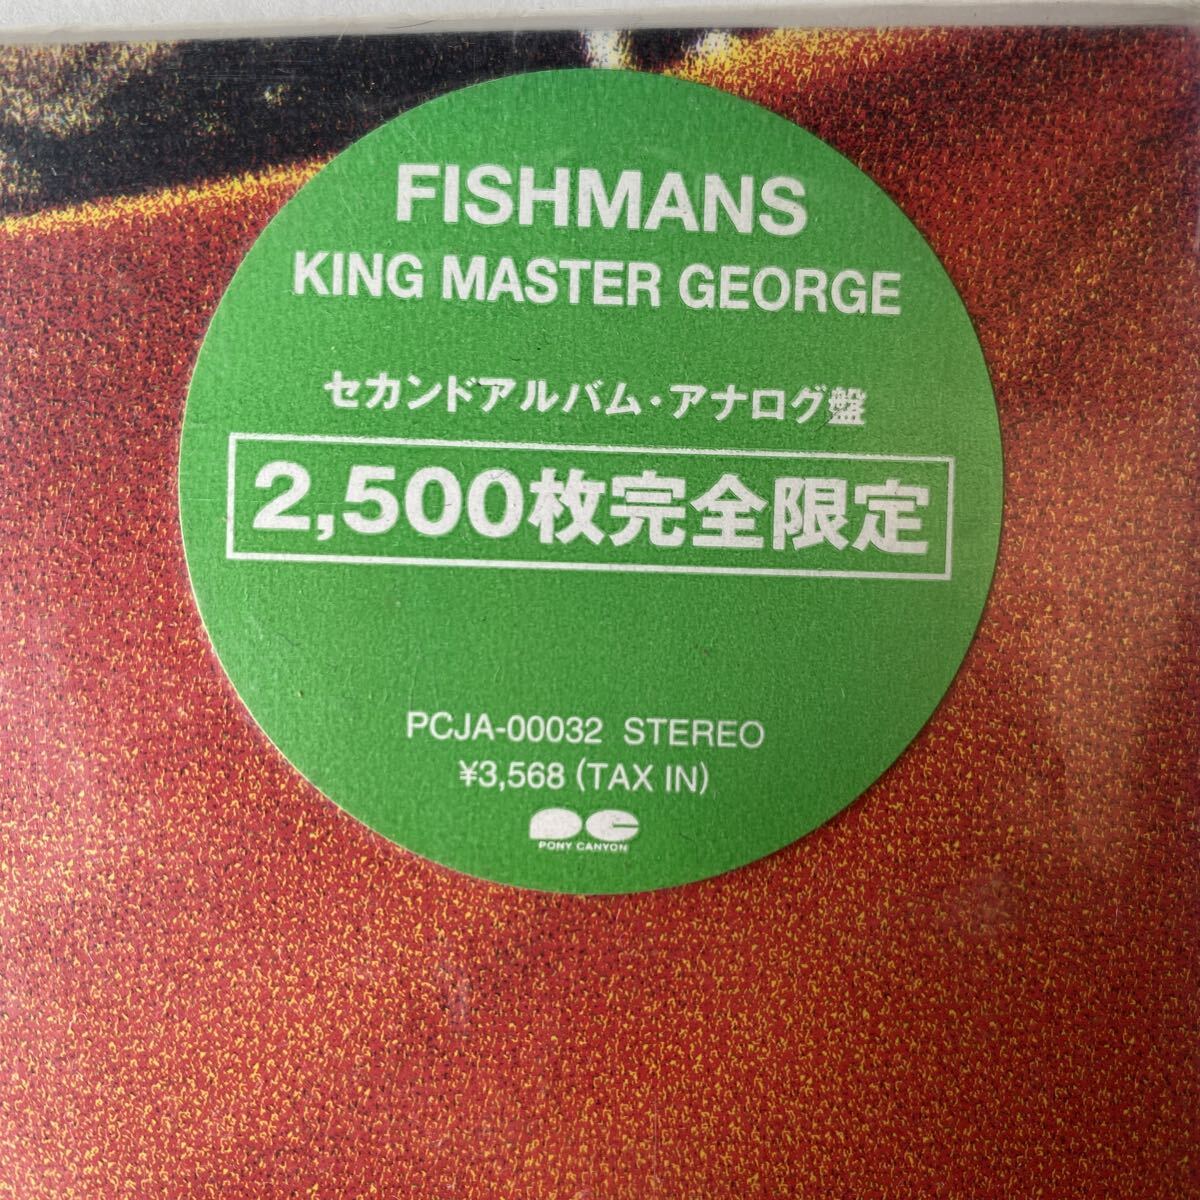 FISHMANS
KING MASTER GEORGE
セカンドアルバム・アナログ盤
2,500枚完全限定
PCJA-00032 STEREO
¥3,568 (TAX IN)
PC
PONY CANYON